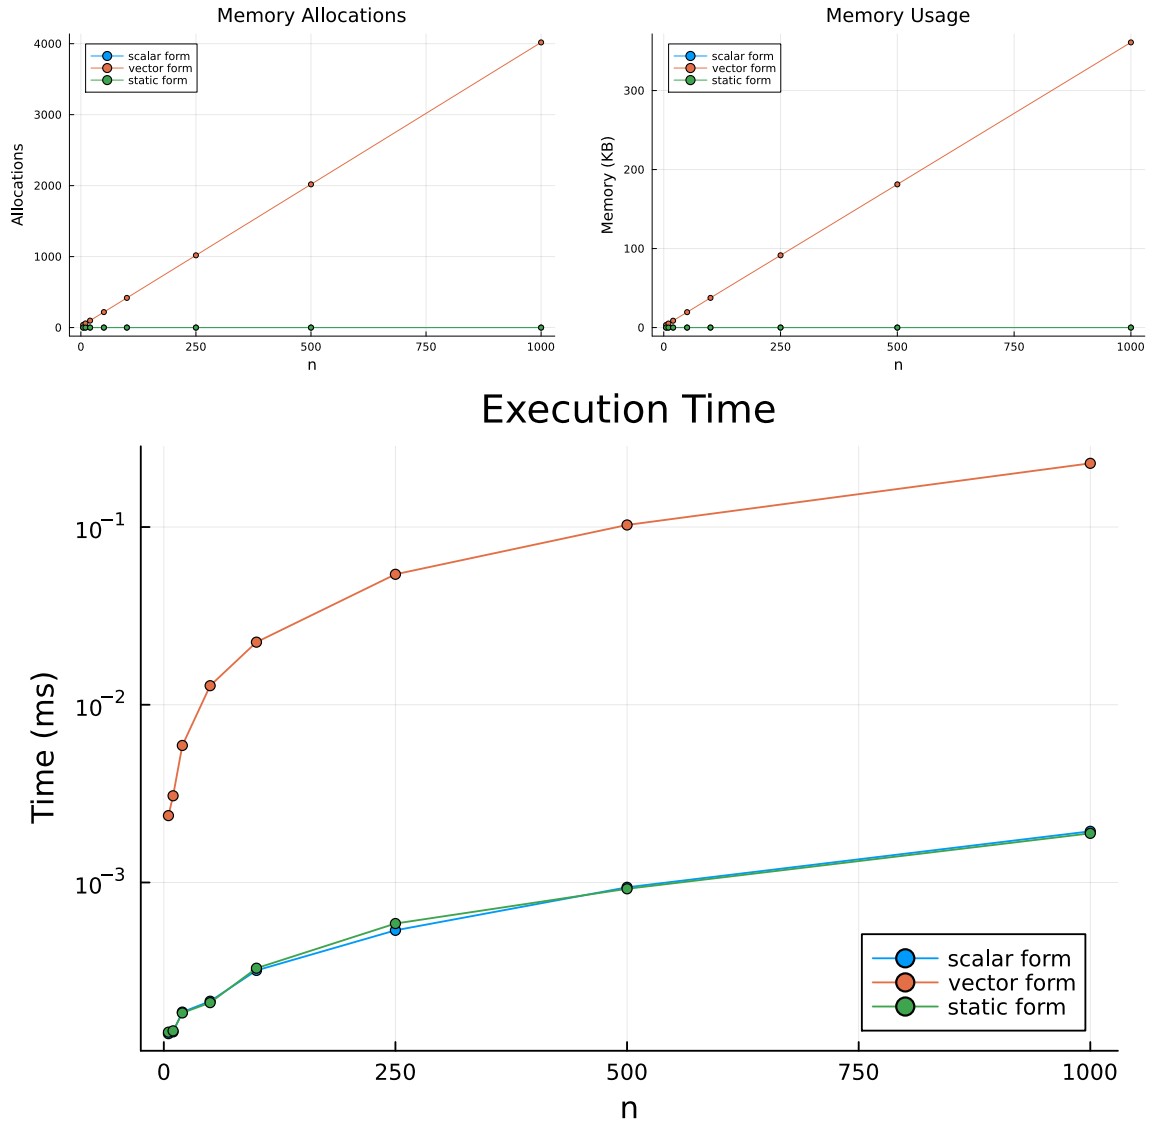 Memory Allocations
Allocations
4000
3000
2000
1000
0
scalar form
vector form
static form
0 250 500 750 1000
n
Memory Usage
Memory (KB)
300
200
100
0
scalar form
vector form
static form
0 250 500 750 1000
n
Execution Time
Time (ms)
10⁻¹
10⁻²
10⁻³
scalar form
vector form
static form
0 250 500 750 1000
n